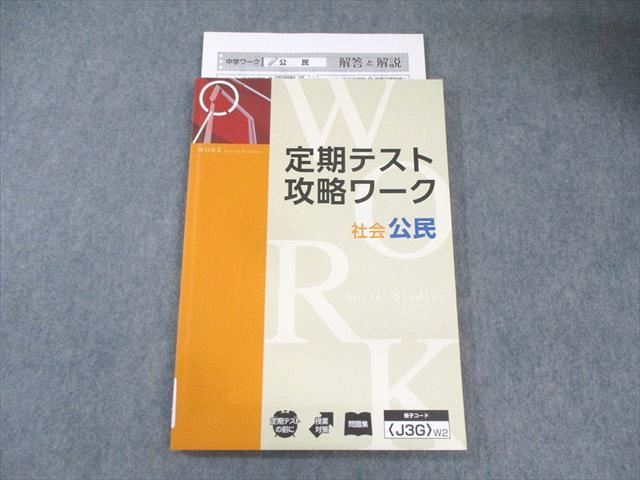 中学ワーク
公民
解答と解説
WORK Social Studies
WORK
定期テスト
攻略ワーク
社会 公民
Social Studies
定期テスト
の前に
授業
対策
問題集
冊子コード
〈J3G〉W2